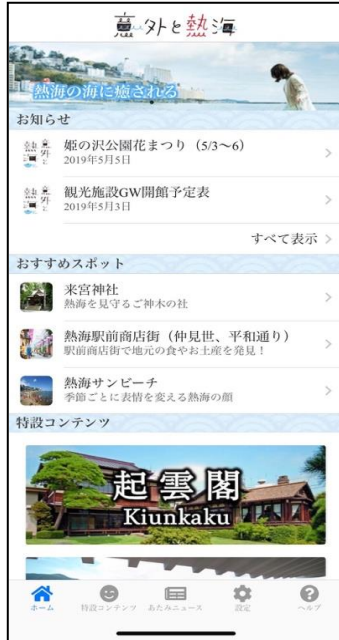 意外と熱海
熱海の海に癒される
お知らせ
姫の沢公園花まつり（5/3〜6）
2019年5月5日
観光施設GW開館予定表
2019年5月3日
すべて表示
おすすめスポット
来宮神社
熱海を見守るご神木の社
熱海駅前商店街（仲見世、平和通り）
駅前商店街で地元の食やお土産を発見！
熱海サンビーチ
季節ごとに表情を変える熱海の顔
特設コンテンツ
起雲閣
Kiunkaku
ホーム 特設コンテンツ あたみニュース 設定 ヘルプ